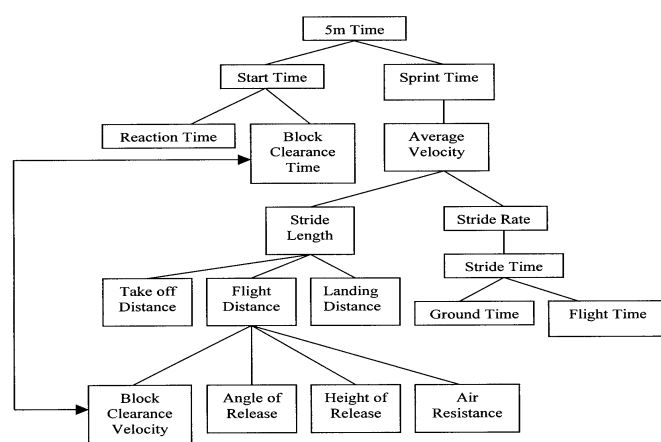 5m Time
Start Time
Sprint Time
Reaction Time
Block
Clearance
Time
Average
Velocity
Stride
Length
Stride Rate
Stride Time
Take off
Distance
Flight
Distance
Landing
Distance
Ground Time
Flight Time
Block
Clearance
Velocity
Angle of
Release
Height of
Release
Air
Resistance